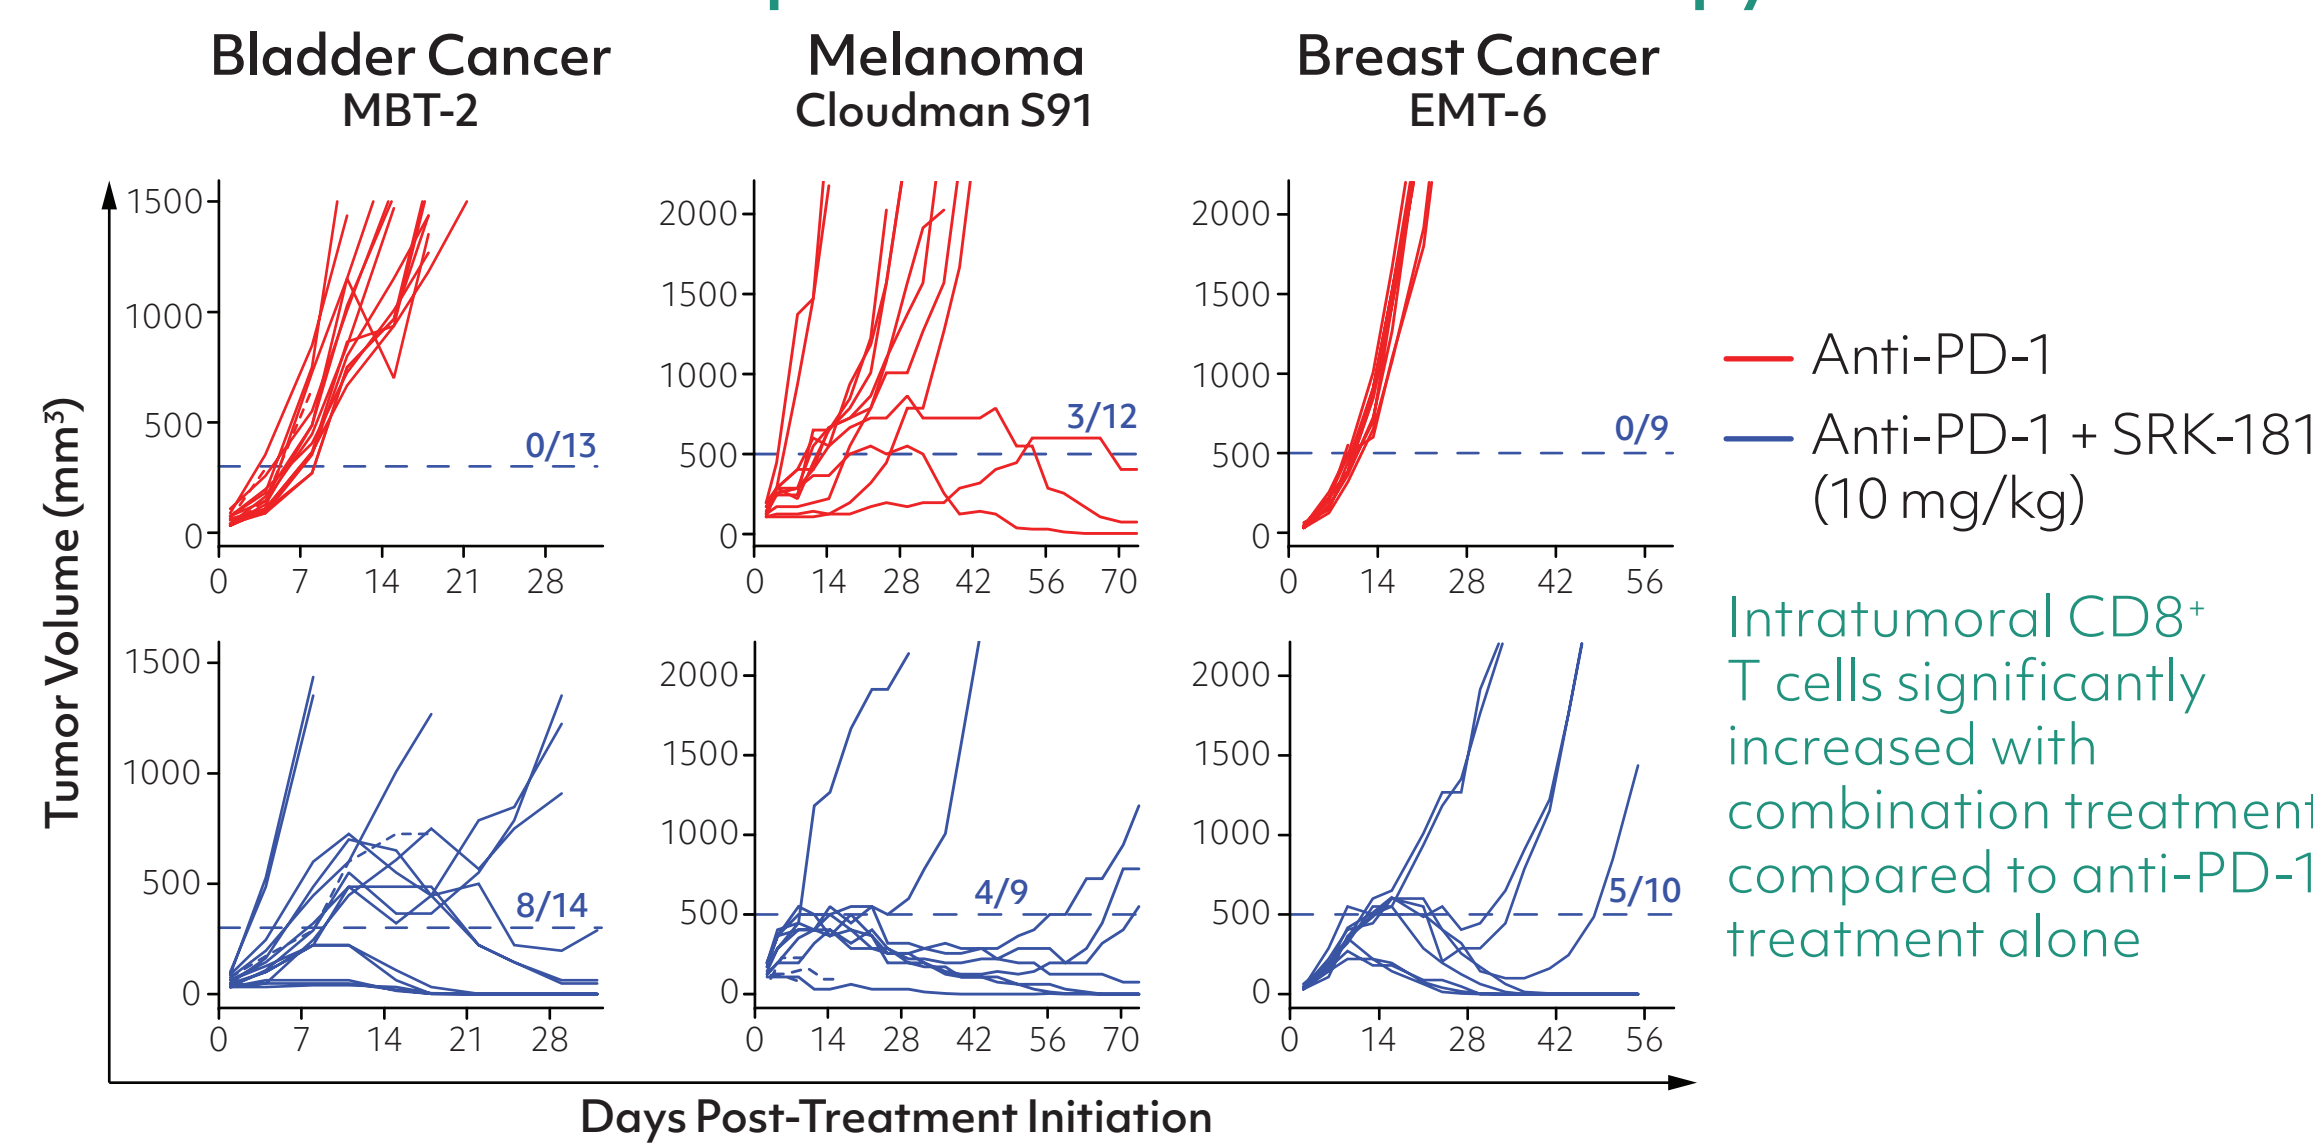 Bladder Cancer
MBT-2
Melanoma
Cloudman S91
Breast Cancer
EMT-6
Tumor Volume (mm³)
1500
1000
500
0
0/13
0 7 14 21 28
2000
1500
1000
500
0
3/12
0 14 28 42 56 70
2000
1500
1000
500
0
0/9
0 14 28 42 56
1500
1000
500
0
8/14
0 7 14 21 28
2000
1500
1000
500
0
4/9
0 14 28 42 56 70
2000
1500
1000
500
0
5/10
0 14 28 42 56
Days Post-Treatment Initiation
Anti-PD-1
Anti-PD-1 + SRK-181
(10 mg/kg)
Intratumoral CD8⁺
T cells significantly
increased with
combination treatment
compared to anti-PD-1
treatment alone